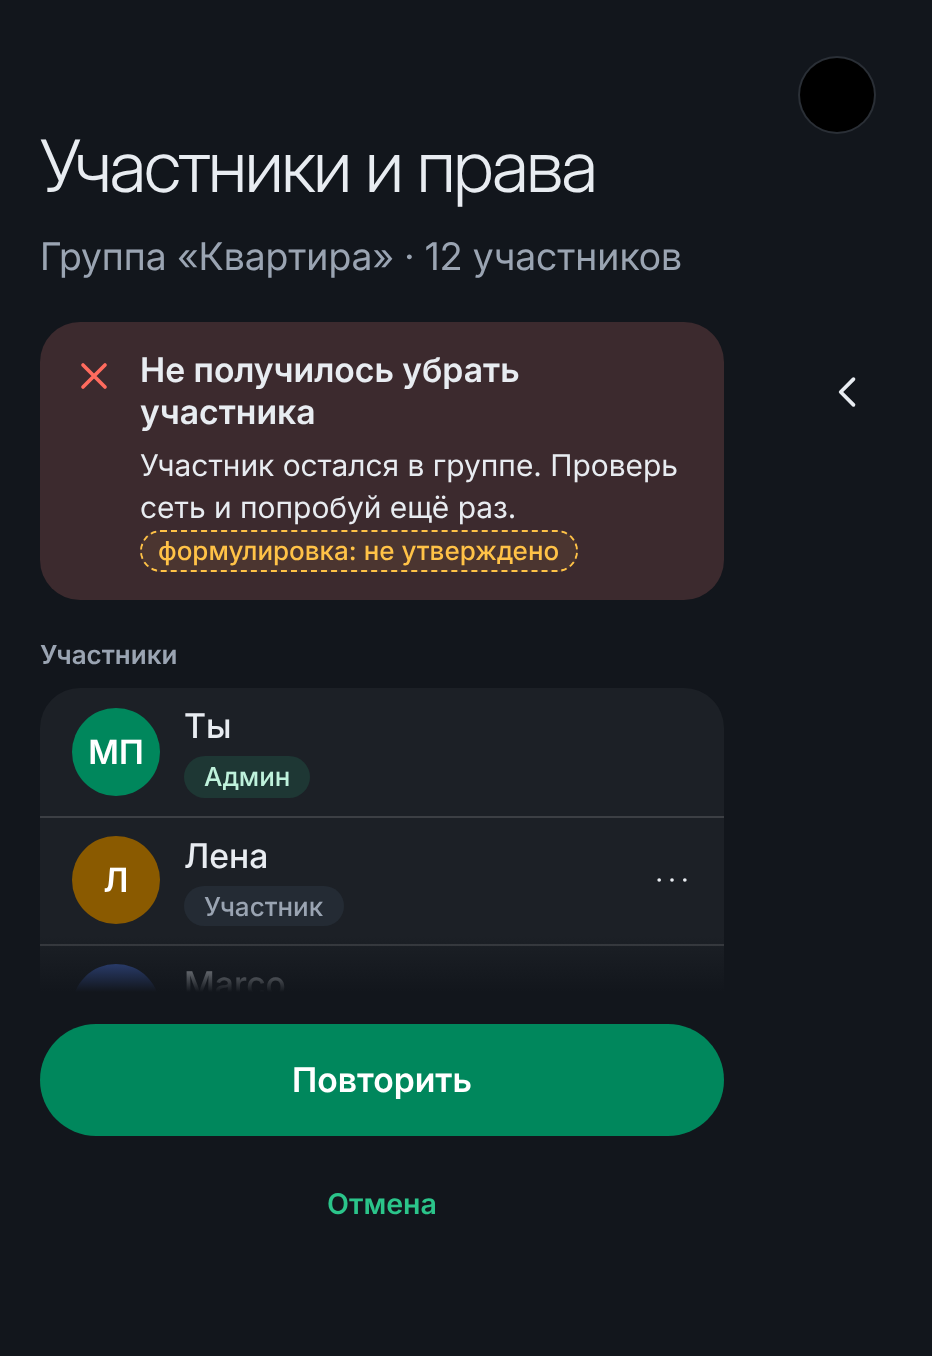 Участники и права
Группа «Квартира» · 12 участников
Не получилось убрать
участника
Участник остался в группе. Проверь
сеть и попробуй ещё раз.
формулировка: не утверждено
Участники
МП
Ты
Админ
Л
Лена
Участник
Marco
Повторить
Отмена